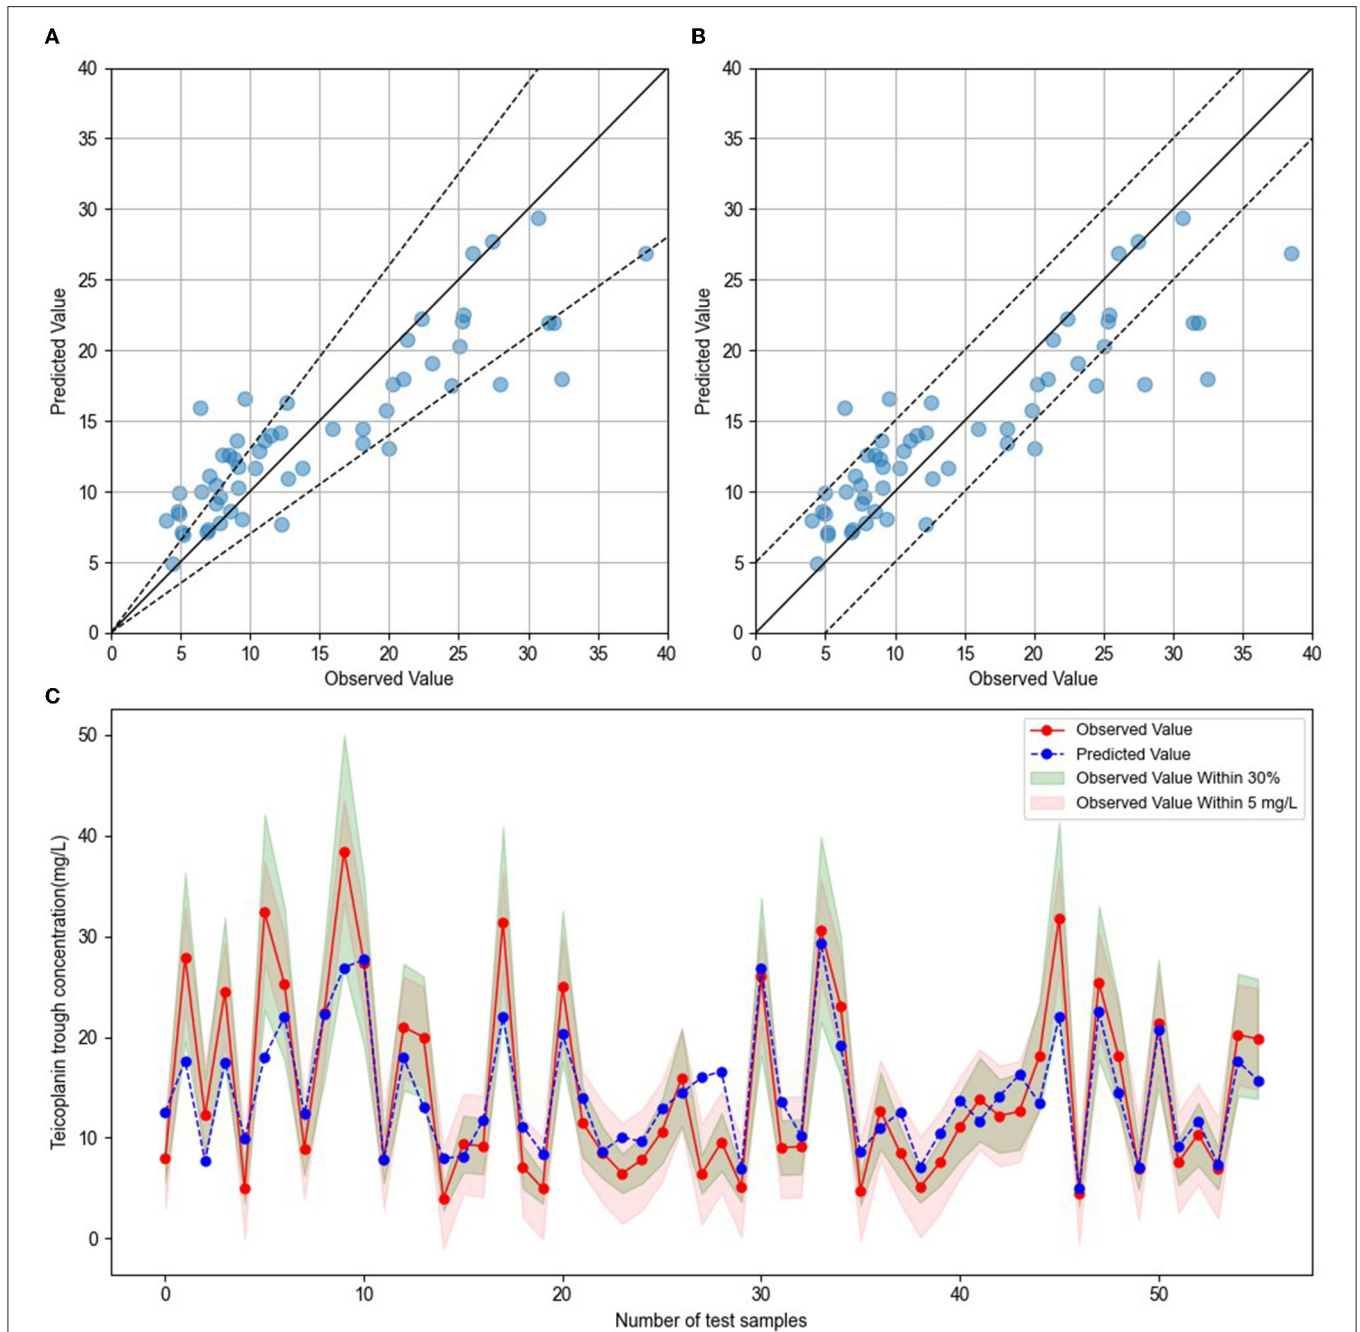 A
B
40
35
30
25
20
15
10
5
0
Predicted Value
0 5 10 15 20 25 30 35 40
Observed Value
40
35
30
25
20
15
10
5
0
Predicted Value
0 5 10 15 20 25 30 35 40
Observed Value
C
50
40
30
20
10
0
Teicoplanin trough concentration(mg/L)
Observed Value
Predicted Value
Observed Value Within 30%
Observed Value Within 5 mg/L
0 10 20 30 40 50
Number of test samples